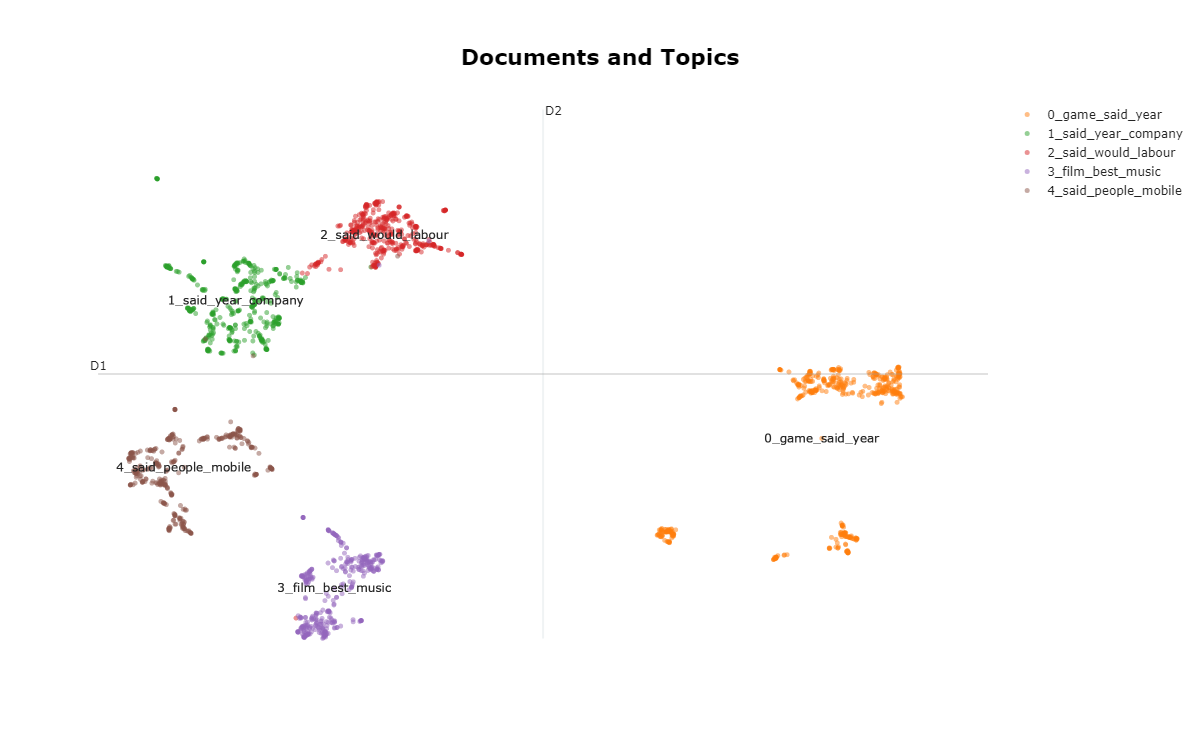 Documents and Topics
D2
0_game_said_year
1_said_year_company
2_said_would_labour
3_film_best_music
4_said_people_mobile
2_said_would_labour
1_said_year_company
D1
0_game_said_year
4_said_people_mobile
3_film_best_music